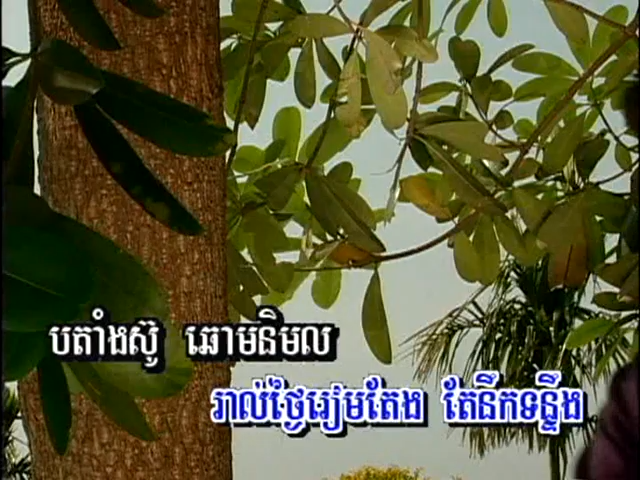 បតាំងស៊ូ ឆោមនិមល
រាល់ថ្ងៃរៀមតែង តែនឹកទន្ទឹង